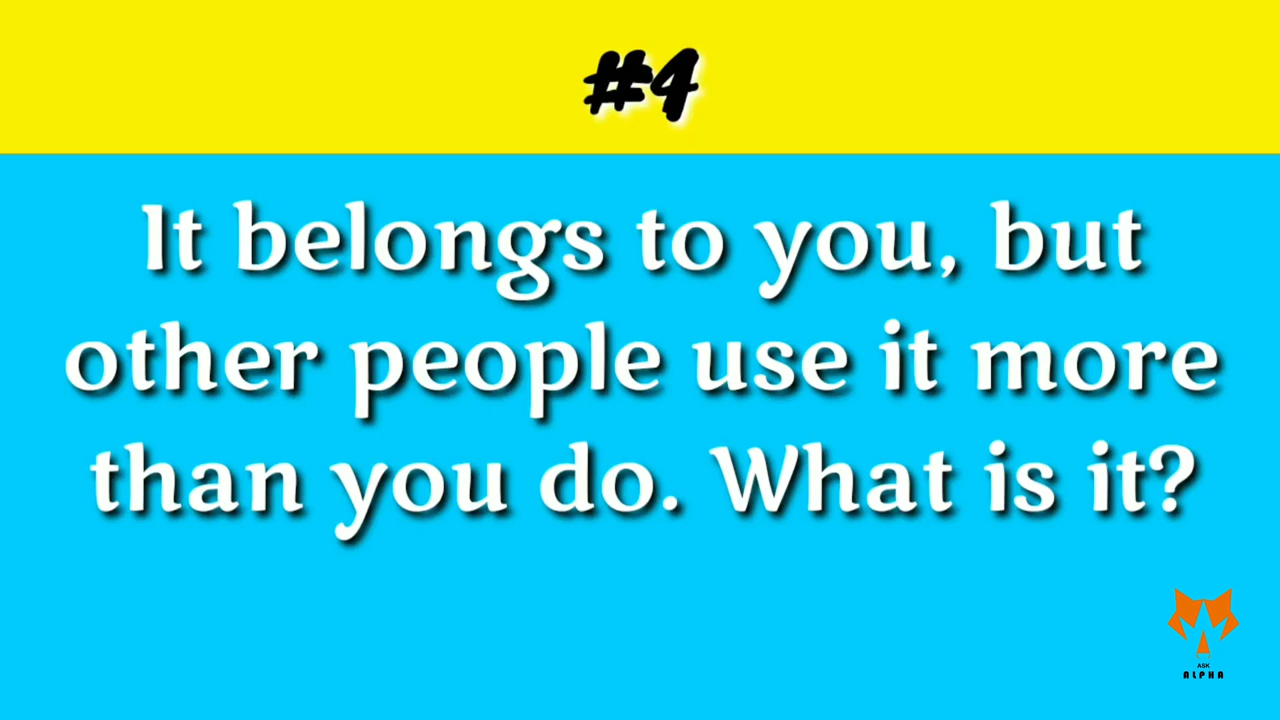 #4
It belongs to you, but
other people use it more
than you do. What is it?
ASK
ALPHA